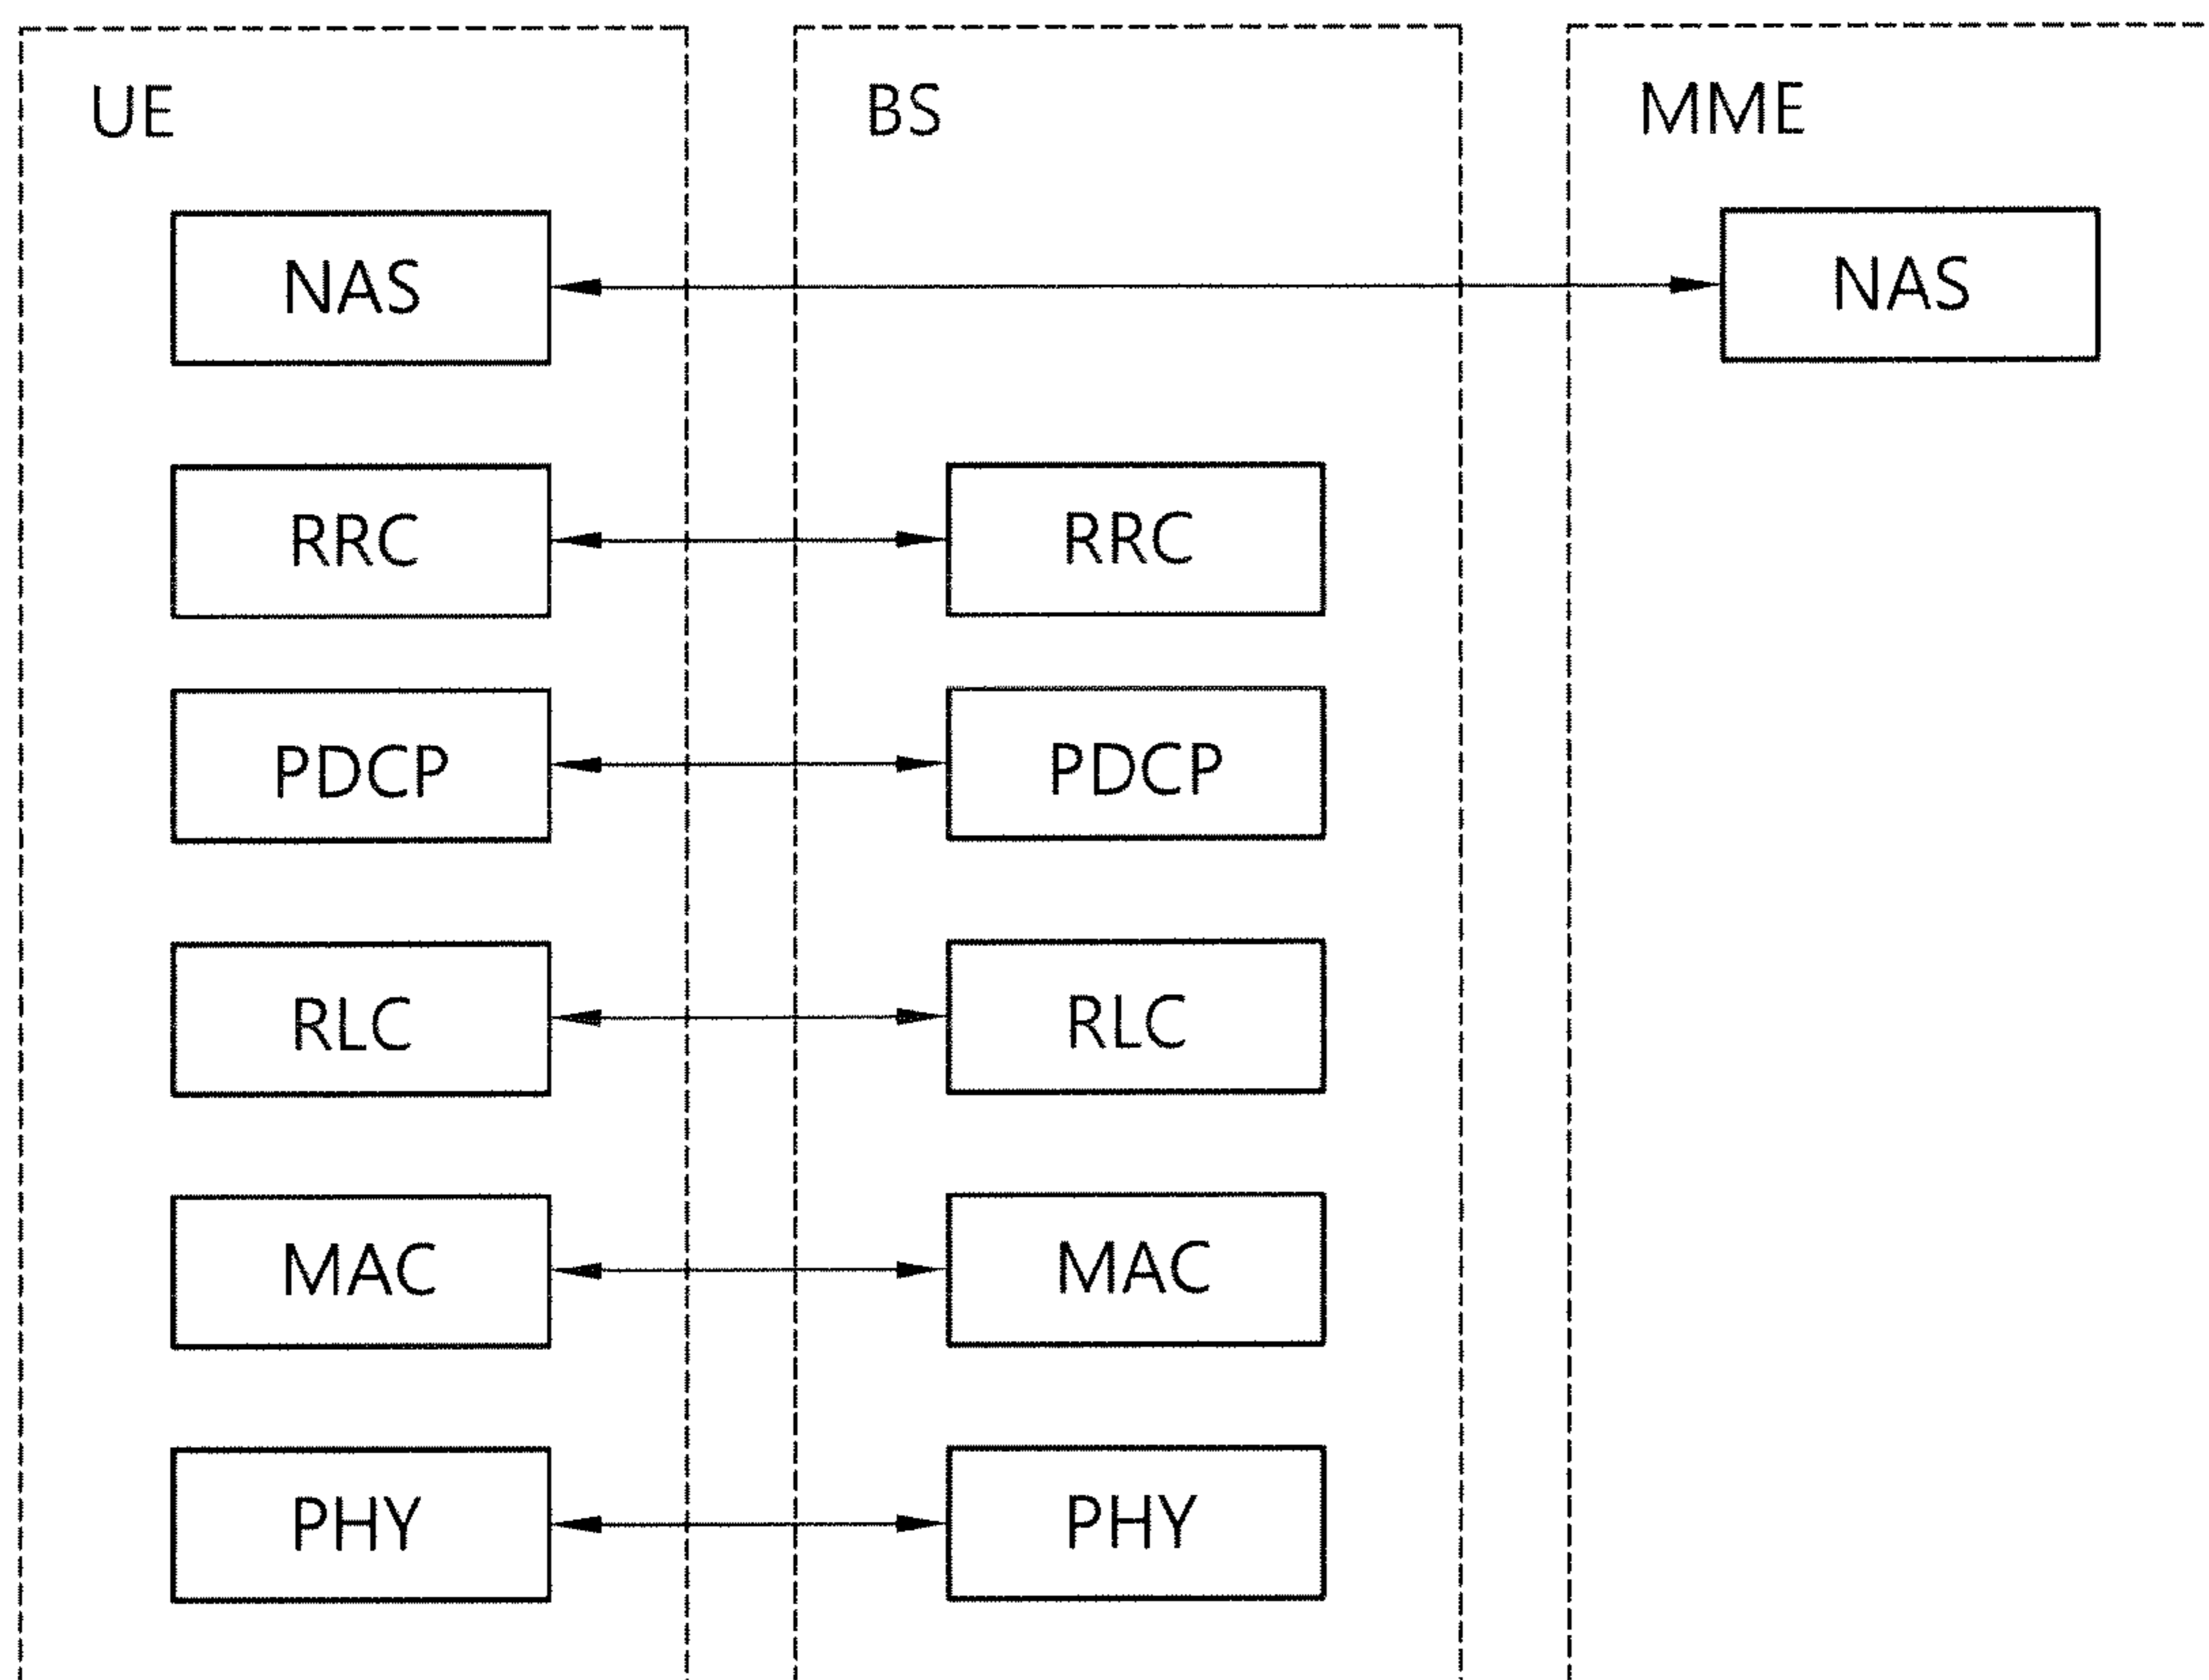 UE BS MME
NAS NAS
RRC RRC
PDCP PDCP
RLC RLC
MAC MAC
PHY PHY